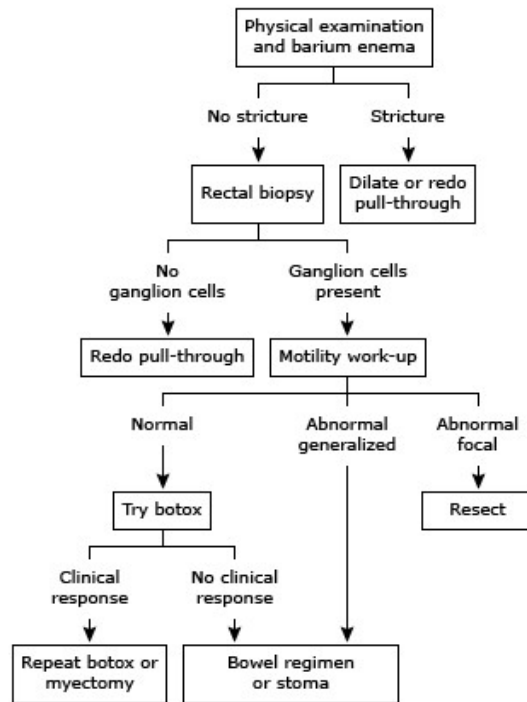 Physical examination
and barium enema
No stricture
Stricture
Rectal biopsy
Dilate or redo
pull-through
No
ganglion cells
Ganglion cells
present
Redo pull-through
Motility work-up
Normal
Abnormal
generalized
Abnormal
focal
Try botox
Resect
Clinical
response
No clinical
response
Repeat botox or
myectomy
Bowel regimen
or stoma